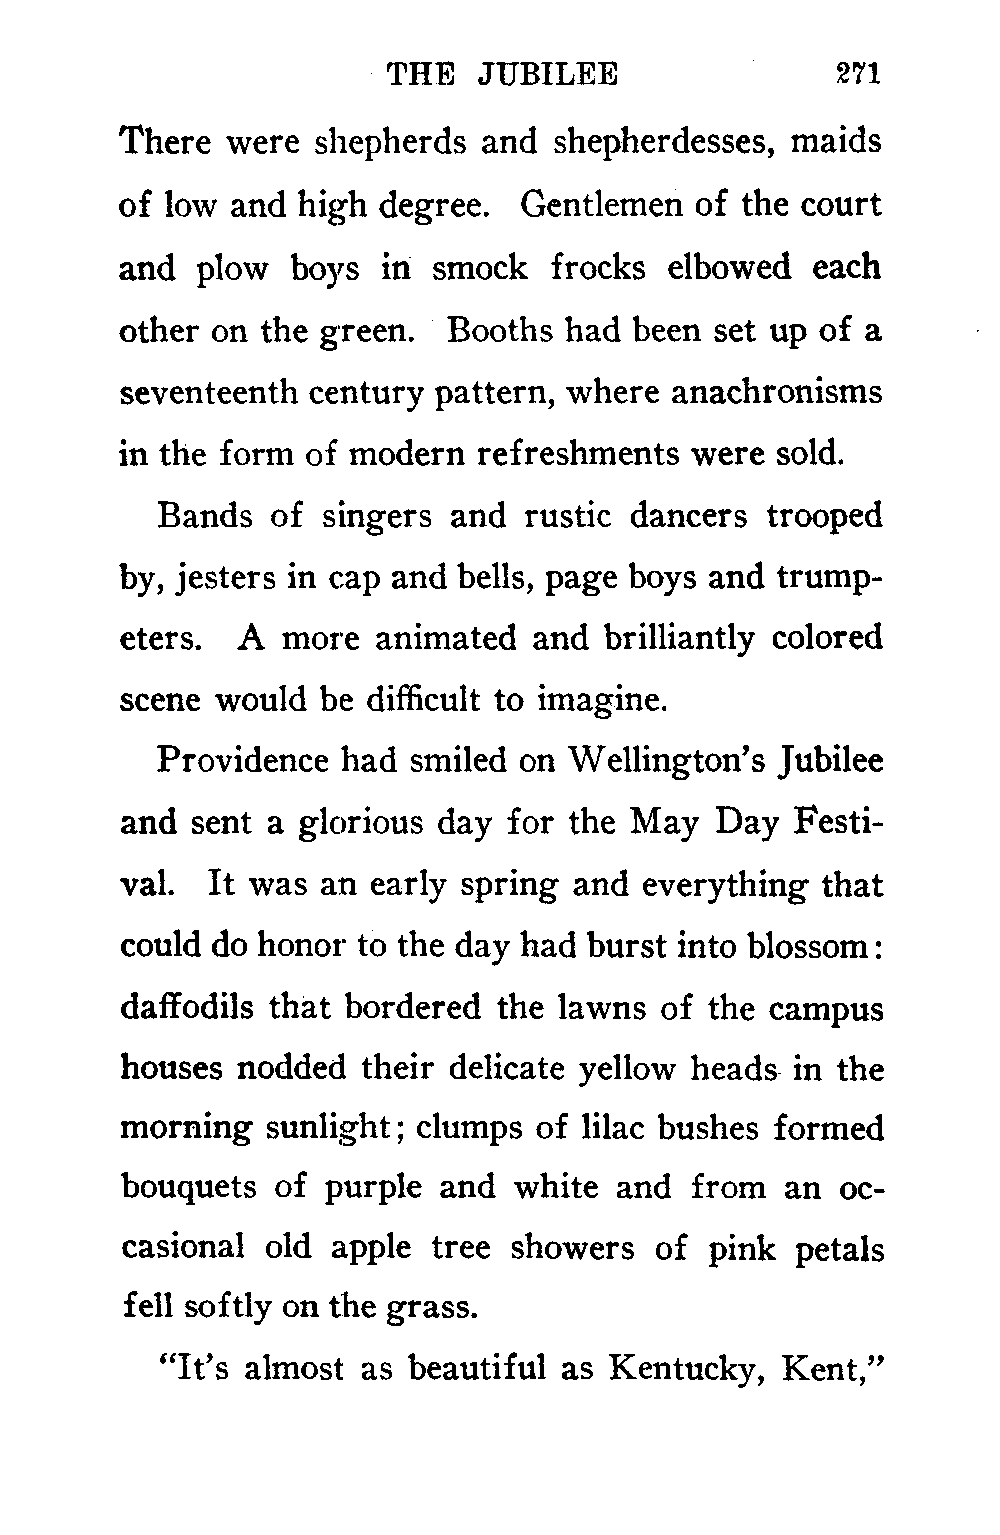 THE JUBILEE 271
There were shepherds and shepherdesses, maids
of low and high degree. Gentlemen of the court
and plow boys in smock frocks elbowed each
other on the green. Booths had been set up of a
seventeenth century pattern, where anachronisms
in the form of modern refreshments were sold.
Bands of singers and rustic dancers trooped
by, jesters in cap and bells, page boys and trump-
eters. A more animated and brilliantly colored
scene would be difficult to imagine.
Providence had smiled on Wellington's Jubilee
and sent a glorious day for the May Day Festi-
val. It was an early spring and everything that
could do honor to the day had burst into blossom:
daffodils that bordered the lawns of the campus
houses nodded their delicate yellow heads in the
morning sunlight; clumps of lilac bushes formed
bouquets of purple and white and from an oc-
casional old apple tree showers of pink petals
fell softly on the grass.
"It's almost as beautiful as Kentucky, Kent,"